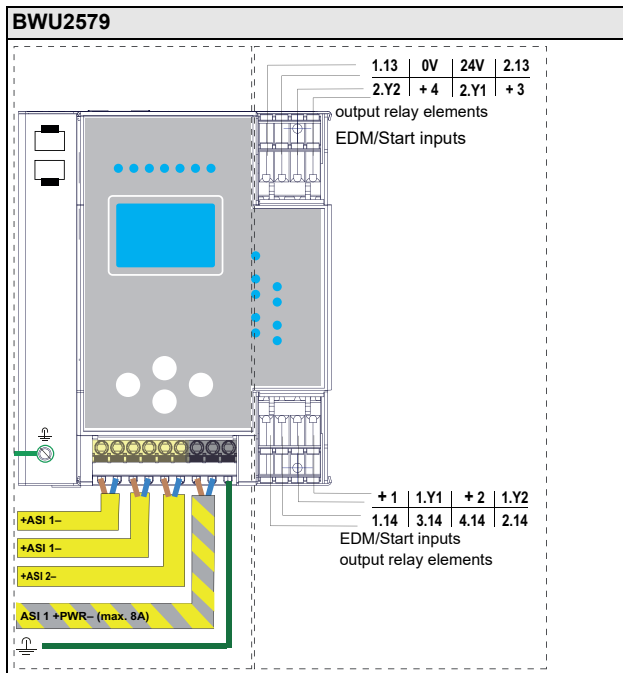 BWU2579
1.13 0V 24V 2.13
2.Y2 + 4 2.Y1 + 3
output relay elements
EDM/Start inputs
+ 1 1.Y1 + 2 1.Y2
1.14 3.14 4.14 2.14
EDM/Start inputs
output relay elements
+ASI 1–
+ASI 1–
+ASI 2–
ASI 1 +PWR– (max. 8A)